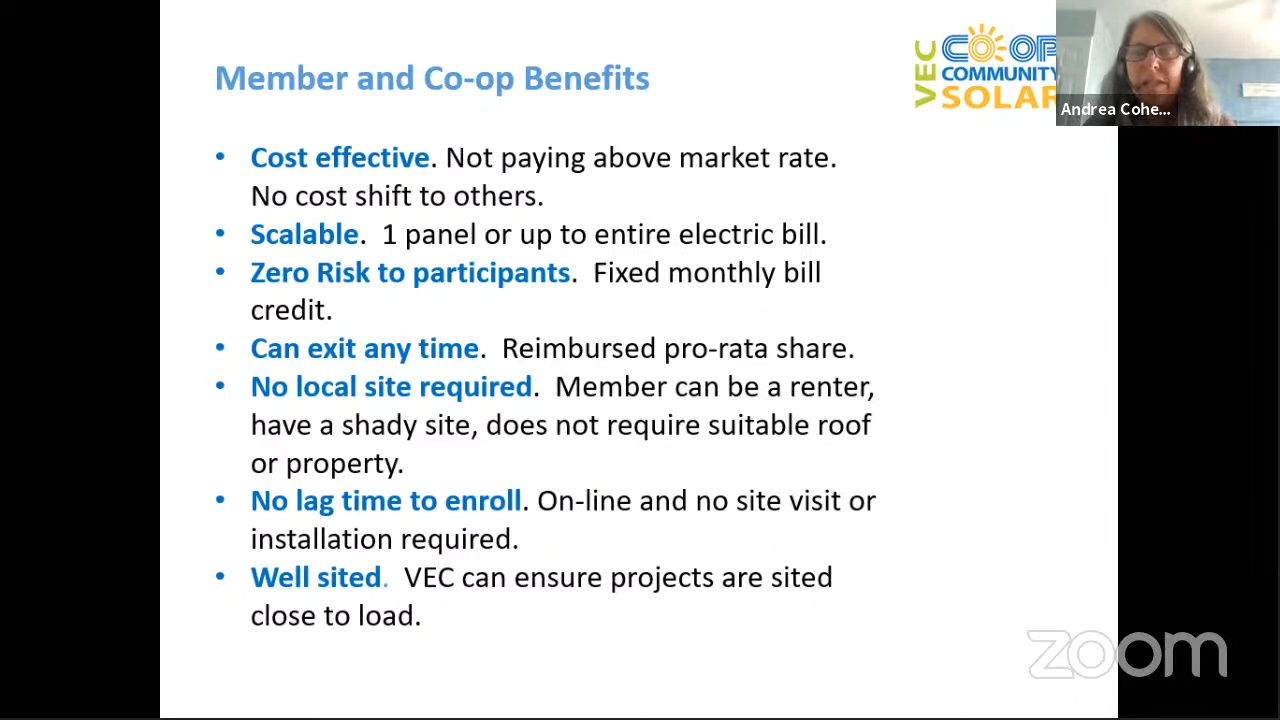 Member and Co-op Benefits
VEC
CO-OP
COMMUNITY
SOLAR
Andrea Cohe...
• Cost effective. Not paying above market rate.
No cost shift to others.
• Scalable. 1 panel or up to entire electric bill.
• Zero Risk to participants. Fixed monthly bill
credit.
• Can exit any time. Reimbursed pro-rata share.
• No local site required. Member can be a renter,
have a shady site, does not require suitable roof
or property.
• No lag time to enroll. On-line and no site visit or
installation required.
• Well sited. VEC can ensure projects are sited
close to load.
zoom